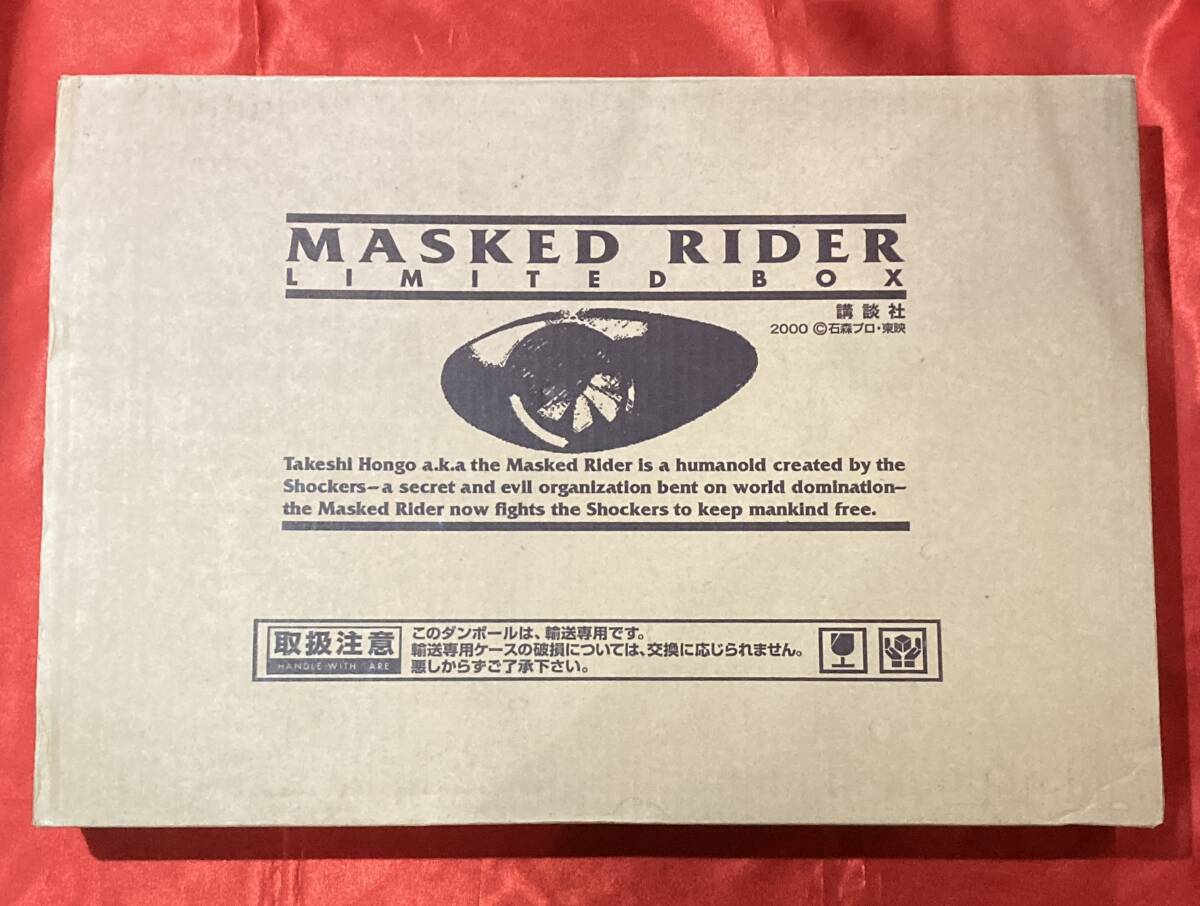 MASKED RIDER
LIMITED BOX
講談社
2000 ©石森プロ・東映
Takeshi Hongo a.k.a the Masked Rider is a humanoid created by the
Shockers—a secret and evil organization bent on world domination—
the Masked Rider now fights the Shockers to keep mankind free.
取扱注意
HANDLE WITH CARE
このダンボールは、輸送専用です。
輸送専用ケースの破損については、交換に応じられません。
悪しからずご了承下さい。